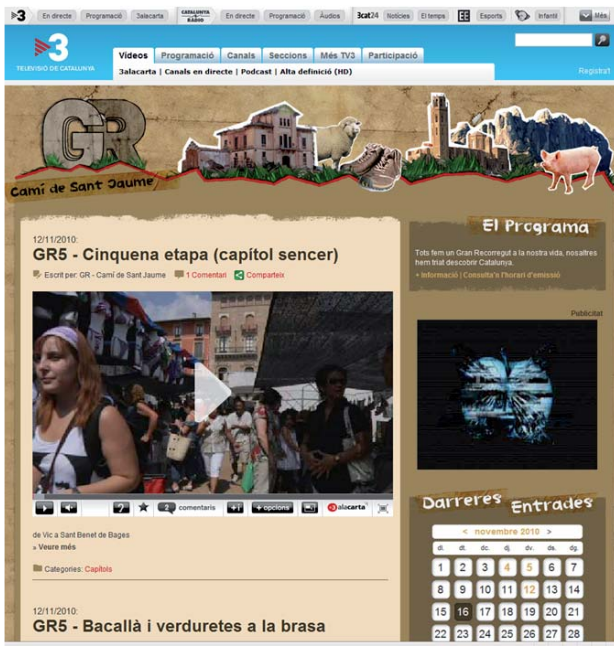 3 En directe Programació 3alacarta CATALUNYA RÀDIO En directe Programació Àudios 3cat24 Notícies El temps Esports Infantil Més
3
TELEVISIÓ DE CATALUNYA
Vídeos Programació Canals Seccions Més TV3 Participació
3alacarta | Canals en directe | Podcast | Alta definició (HD)
Registra't
GR
Camí de Sant Jaume
12/11/2010:
GR5 - Cinquena etapa (capítol sencer)
Escrit per: GR - Camí de Sant Jaume 1 Comentari Comparteix
2 comentaris +i + opcions 3alacarta
de Vic a Sant Benet de Bages
» Veure més
Categories: Capítols
12/11/2010:
GR5 - Bacallà i verduretes a la brasa
El Programa
Tots fem un Gran Recorregut a la nostra vida, nosaltres
hem triat descobrir Catalunya.
+ Informació | Consulta'n l'horari d'emissió
Publicitat
Darreres Entrades
< novembre 2010 >
dl. dt. dc. dj. dv. ds. dg.
1 2 3 4 5 6 7
8 9 10 11 12 13 14
15 16 17 18 19 20 21
22 23 24 25 26 27 28